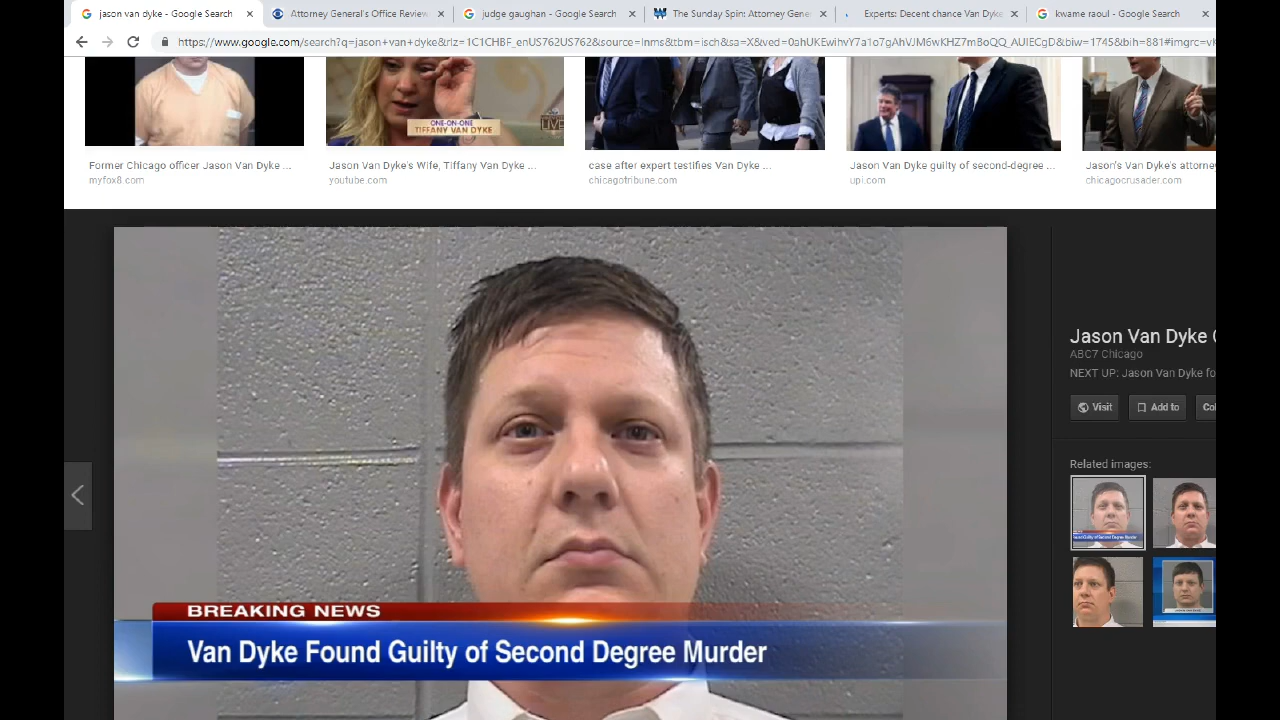 jason van dyke - Google Search
Attorney General's Office Review
judge gaughan - Google Search
The Sunday Spin: Attorney Gener
Experts: Decent chance Van Dyke
kwame raoul - Google Search
https://www.google.com/search?q=jason+van+dyke&rlz=1C1CHBF_enUS762US762&source=lnms&tbm=isch&sa=X&ved=0ahUKEwihvY7a1o7gAhVJM6wKHZ7mBoQQ_AUIECgD&biw=1745&bih=881#imgrc=vk
ONE-ON-ONE
TIFFANY VAN DYKE
LIVE
Former Chicago officer Jason Van Dyke ...
myfox8.com
Jason Van Dyke's Wife, Tiffany Van Dyke ...
youtube.com
case after expert testifies Van Dyke ...
chicagotribune.com
Jason Van Dyke guilty of second-degree ...
upi.com
Jason's Van Dyke's attorney
chicagocrusader.com
Jason Van Dyke
ABC7 Chicago
NEXT UP: Jason Van Dyke fo
Visit
Add to
Col
Related images:
BREAKING NEWS
Van Dyke Found Guilty of Second Degree Murder